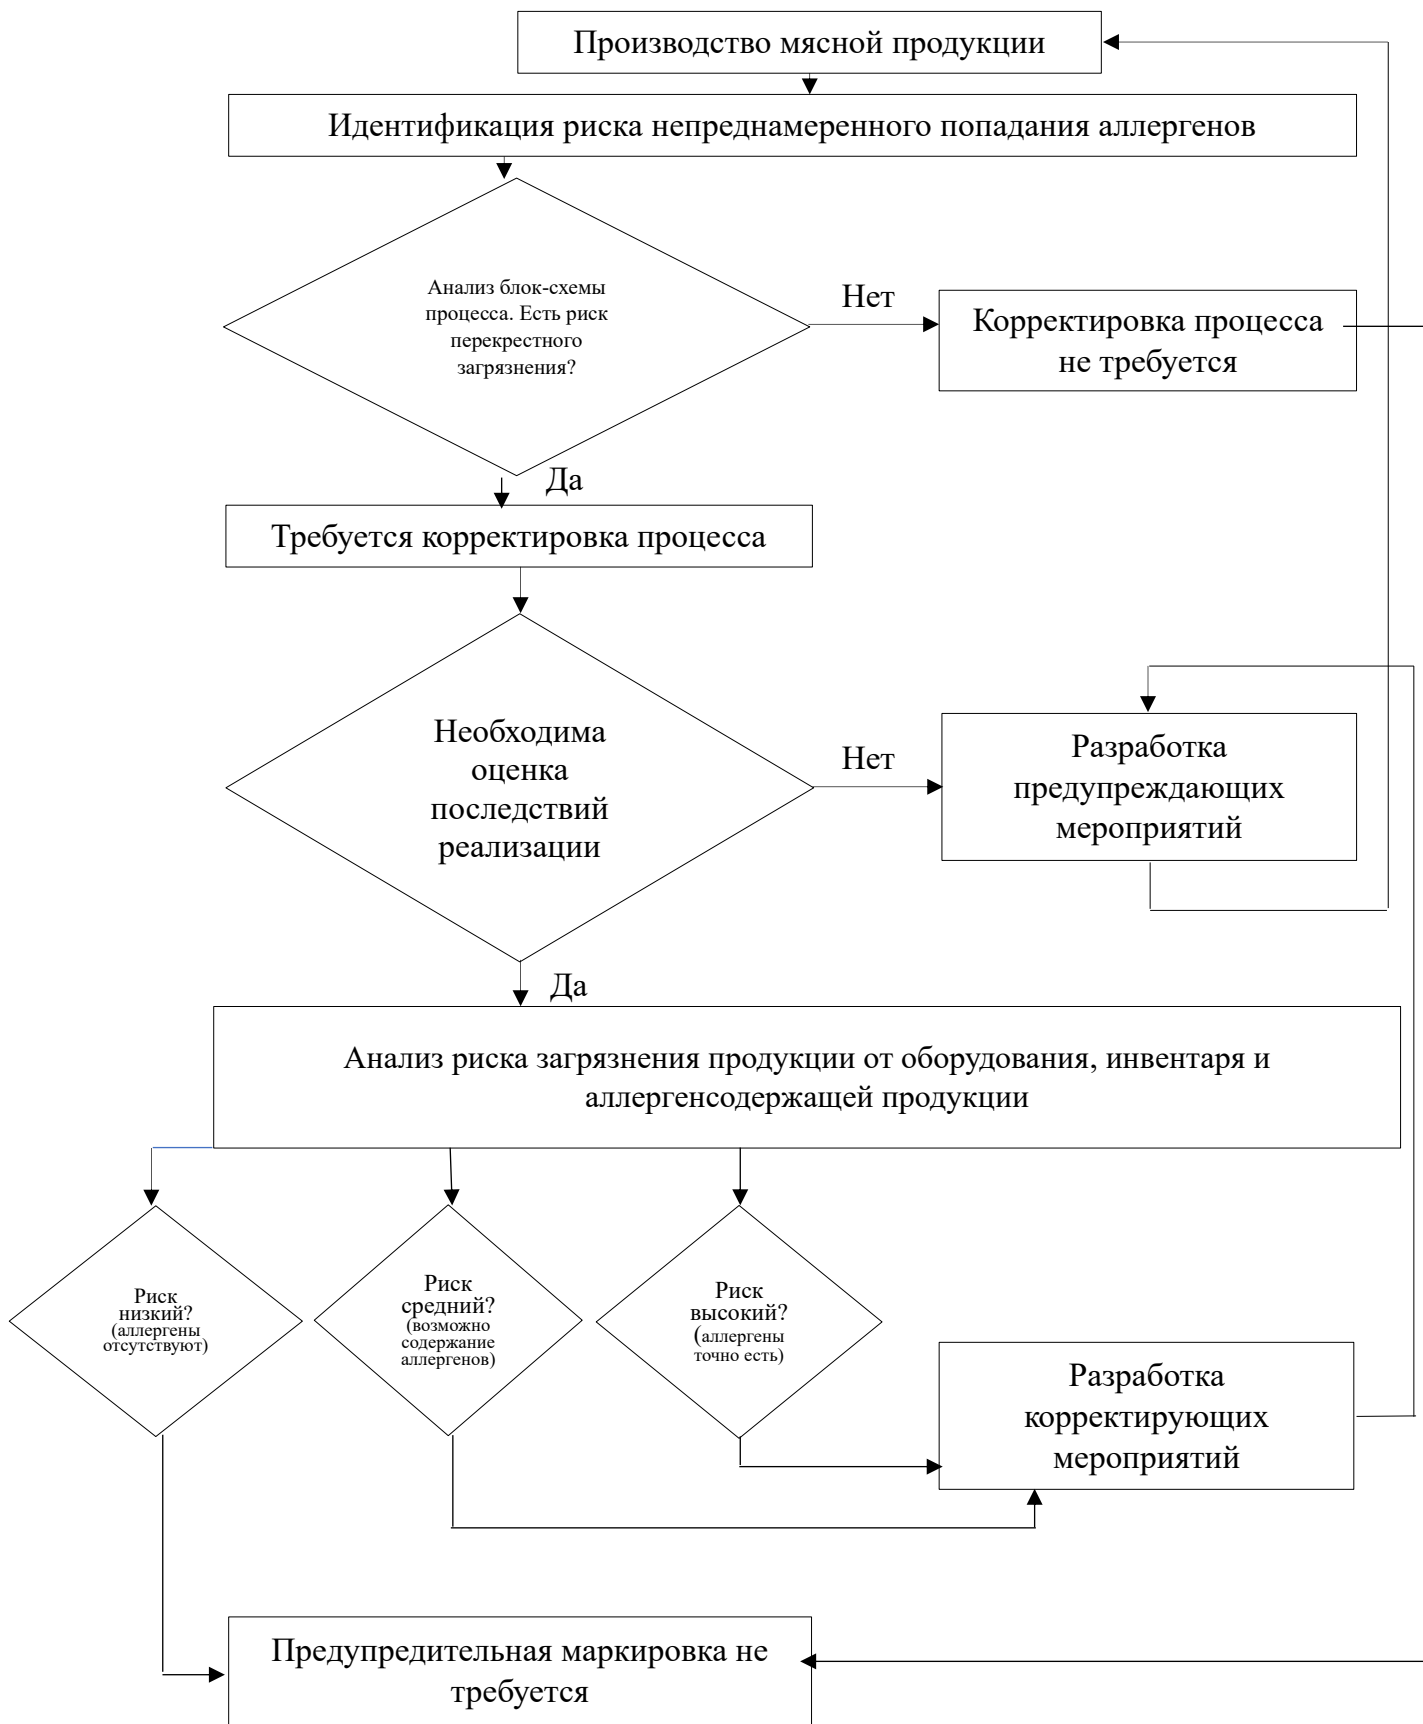 Производство мясной продукции
Идентификация риска непреднамеренного попадания аллергенов
Анализ блок-схемы
процесса. Есть риск
перекрестного
загрязнения?
Нет
Корректировка процесса
не требуется
Да
Требуется корректировка процесса
Необходима
оценка
последствий
реализации
Нет
Разработка
предупреждающих
мероприятий
Да
Анализ риска загрязнения продукции от оборудования, инвентаря и
аллергенсодержащей продукции
Риск
низкий?
(аллергены
отсутствуют)
Риск
средний?
(возможно
содержание
аллергенов)
Риск
высокий?
(аллергены
точно есть)
Разработка
корректирующих
мероприятий
Предупредительная маркировка не
требуется